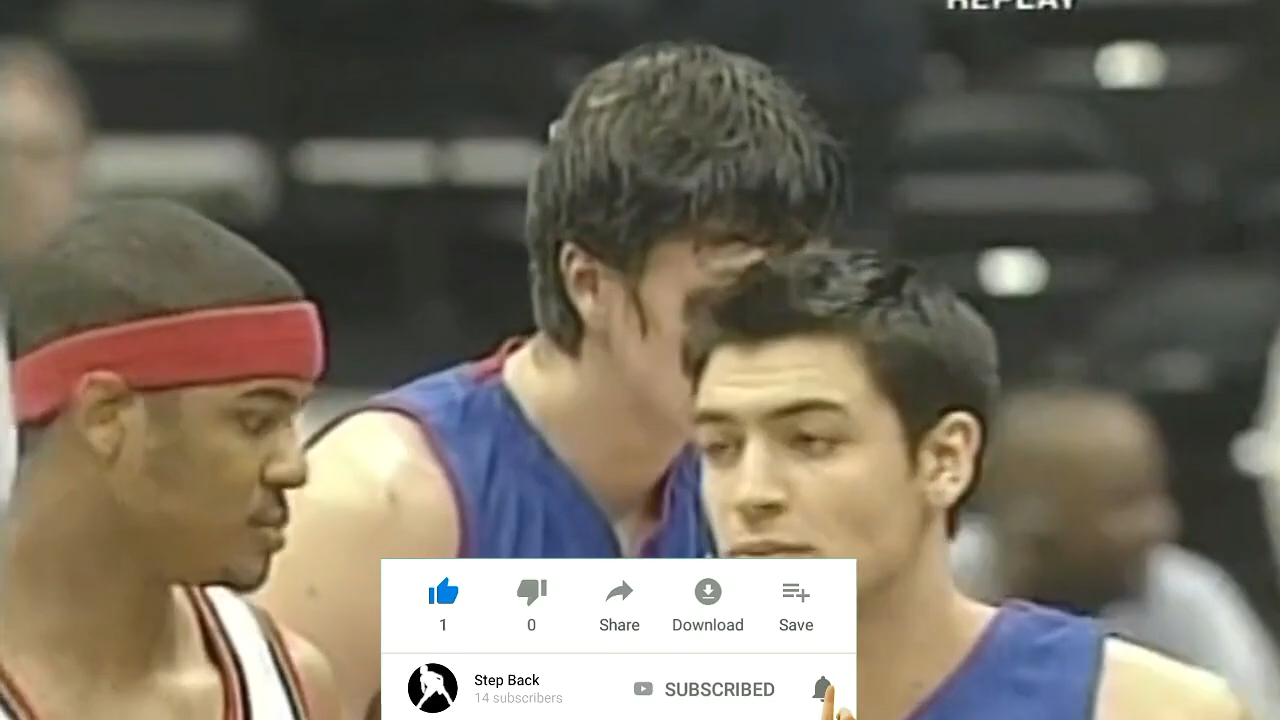 REPLAY
1 0 Share Download Save
Step Back
14 subscribers
SUBSCRIBED